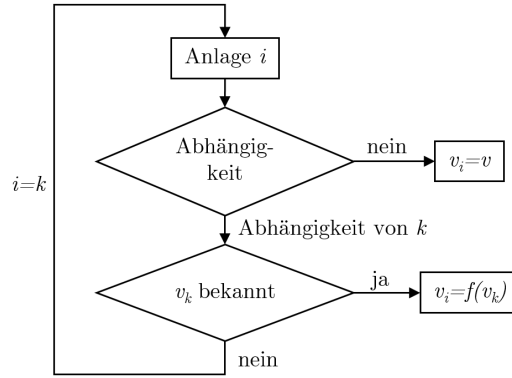 Anlage i
Abhängig-
keit
nein
v_i=v
i=k
Abhängigkeit von k
v_k bekannt
ja
v_i=f(v_k)
nein